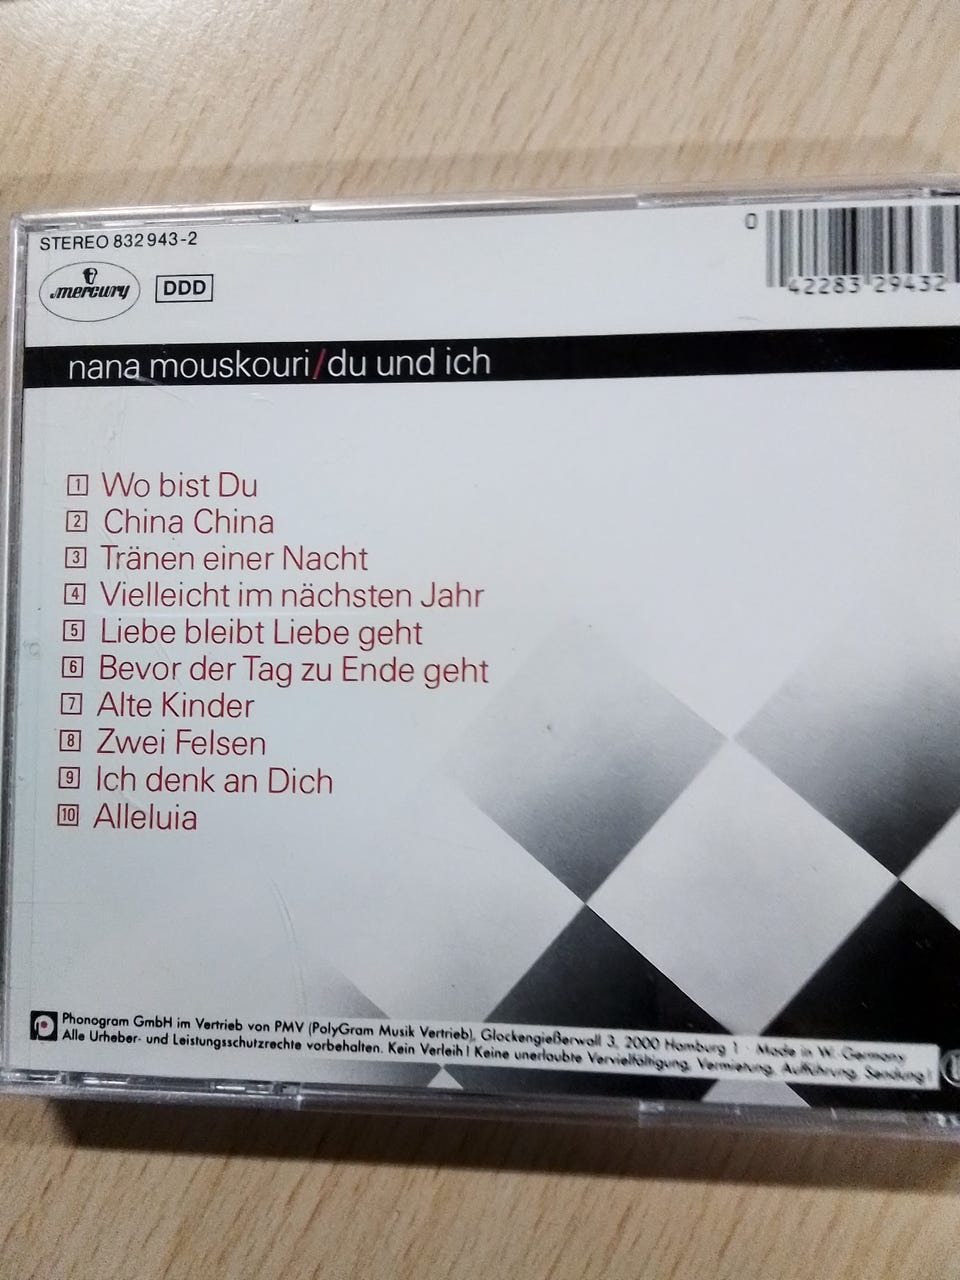 STEREO 832 943-2
0
42283 29432
mercury
DDD
nana mouskouri/du und ich
1 Wo bist Du
2 China China
3 Tränen einer Nacht
4 Vielleicht im nächsten Jahr
5 Liebe bleibt Liebe geht
6 Bevor der Tag zu Ende geht
7 Alte Kinder
8 Zwei Felsen
9 Ich denk an Dich
10 Alleluia
Phonogram GmbH im Vertrieb von PMV (PolyGram Musik Vertrieb), Glockengießerwall 3, 2000 Hamburg 1 · Made in W. Germany
Alle Urheber- und Leistungsschutzrechte vorbehalten. Kein Verleih! Keine unerlaubte Vervielfältigung, Vermietung, Aufführung, Sendung!